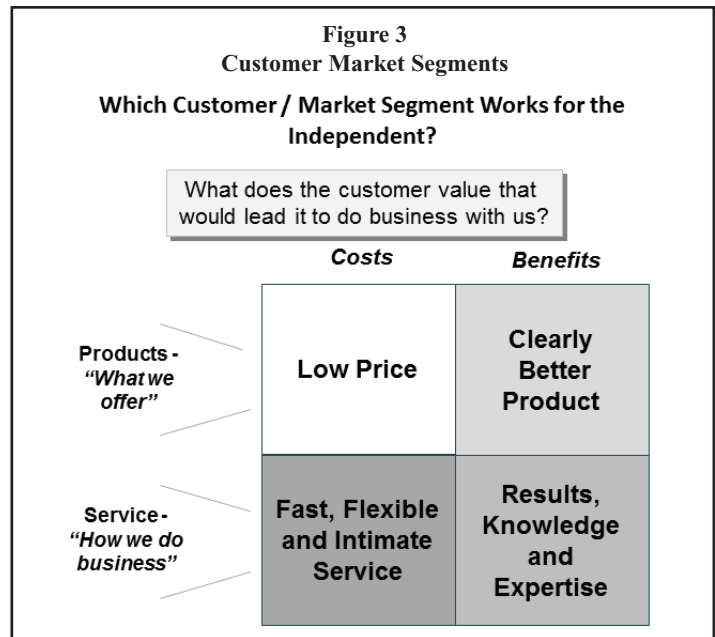 Figure 3
Customer Market Segments
Which Customer / Market Segment Works for the
Independent?
What does the customer value that
would lead it to do business with us?
Costs
Benefits
Products -
“What we
offer”
Low Price
Clearly
Better
Product
Service -
“How we do
business”
Fast, Flexible
and Intimate
Service
Results,
Knowledge
and
Expertise